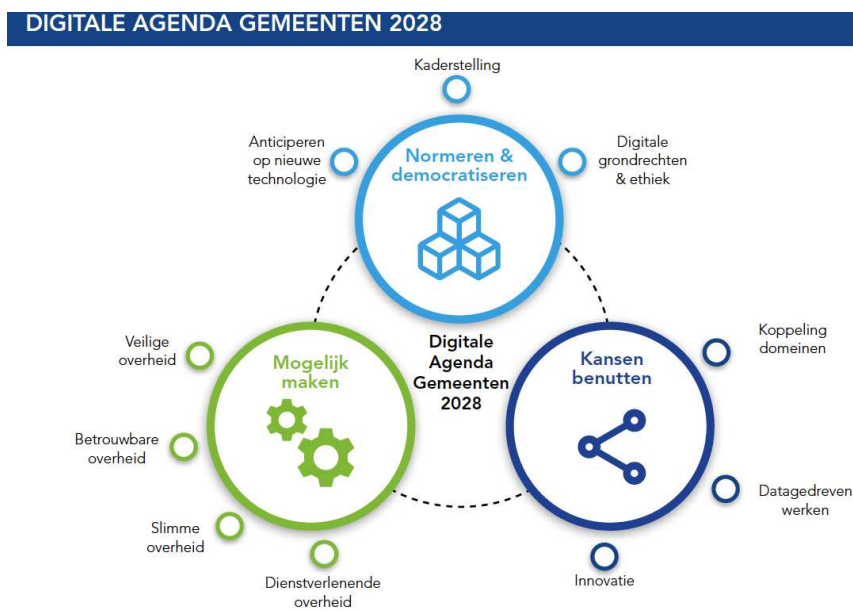 DIGITALE AGENDA GEMEENTEN 2028
Kaderstelling
Anticiperen
op nieuwe
technologie
Normeren &
democratiseren
Digitale
grondrechten
& ethiek
Veilige
overheid
Mogelijk
maken
Digitale
Agenda
Gemeenten
2028
Kansen
benutten
Koppeling
domeinen
Betrouwbare
overheid
Slimme
overheid
Dienstverlenende
overheid
Datagedreven
werken
Innovatie